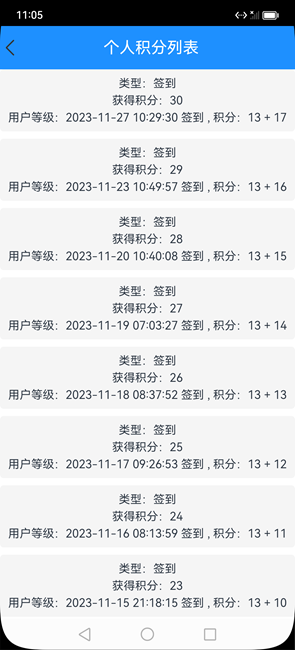 11:05
个人积分列表
类型：签到
获得积分：30
用户等级：2023-11-27 10:29:30 签到 , 积分：13 + 17
类型：签到
获得积分：29
用户等级：2023-11-23 10:49:57 签到 , 积分：13 + 16
类型：签到
获得积分：28
用户等级：2023-11-20 10:40:08 签到 , 积分：13 + 15
类型：签到
获得积分：27
用户等级：2023-11-19 07:03:27 签到 , 积分：13 + 14
类型：签到
获得积分：26
用户等级：2023-11-18 08:37:52 签到 , 积分：13 + 13
类型：签到
获得积分：25
用户等级：2023-11-17 09:26:53 签到 , 积分：13 + 12
类型：签到
获得积分：24
用户等级：2023-11-16 08:13:59 签到 , 积分：13 + 11
类型：签到
获得积分：23
用户等级：2023-11-15 21:18:15 签到 , 积分：13 + 10